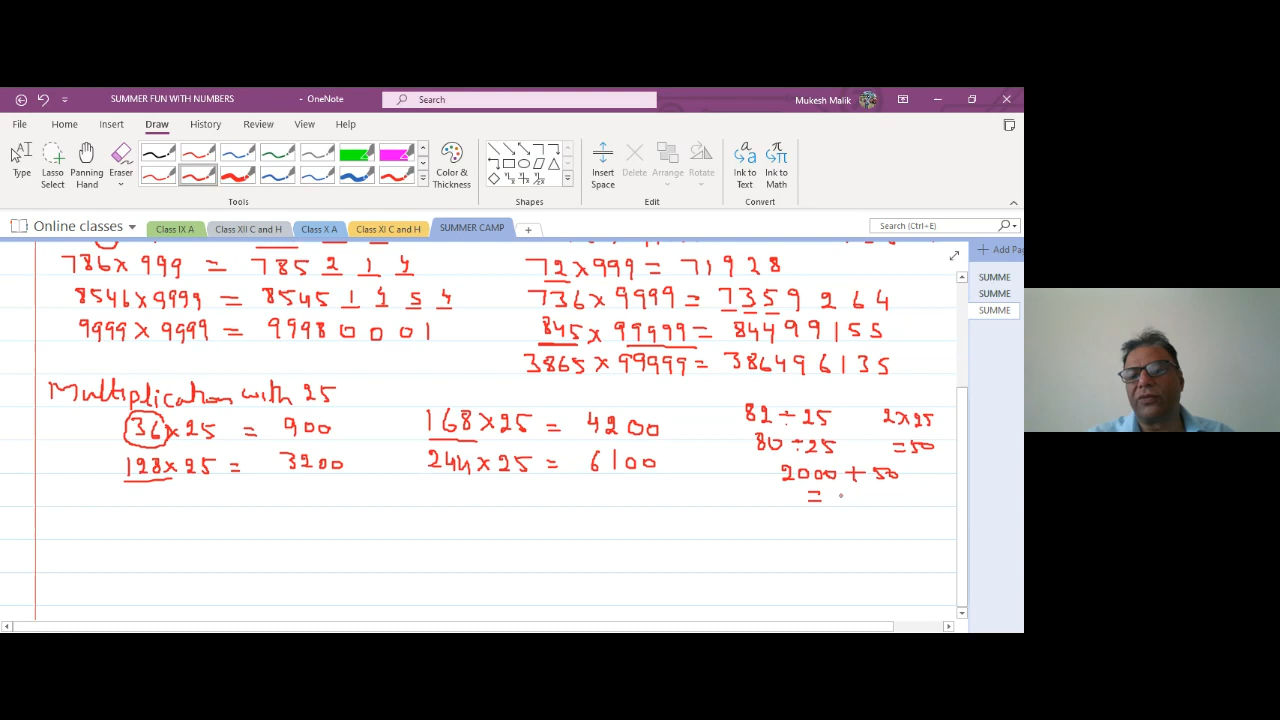 SUMMER FUN WITH NUMBERS - OneNote
Search
Mukesh Malik
File Home Insert Draw History Review View Help
Type
Lasso Select
Panning Hand
Eraser
Color & Thickness
Insert Space
Delete
Arrange
Rotate
Ink to Text
Ink to Math
Tools
Shapes
Edit
Convert
Online classes
Class IX A
Class XII C and H
Class X A
Class XI C and H
SUMMER CAMP
Search (Ctrl+E)
Add Pag
SUMME
SUMME
SUMME
786 × 999 = 785 2 1 4
8546 × 9999 = 8545 1 4 5 4
9999 × 9999 = 9998 0 0 0 1
72 × 999 = 71928
736 × 9999 = 7359 2 6 4
845 × 99999 = 84499155
3865 × 99999 = 386496135
Multiplication with 25
36 × 25 = 900
128 × 25 = 3200
168 × 25 = 4200
244 × 25 = 6100
82 ÷ 25 2 × 25
80 ÷ 25 = 50
2000 + 50
=